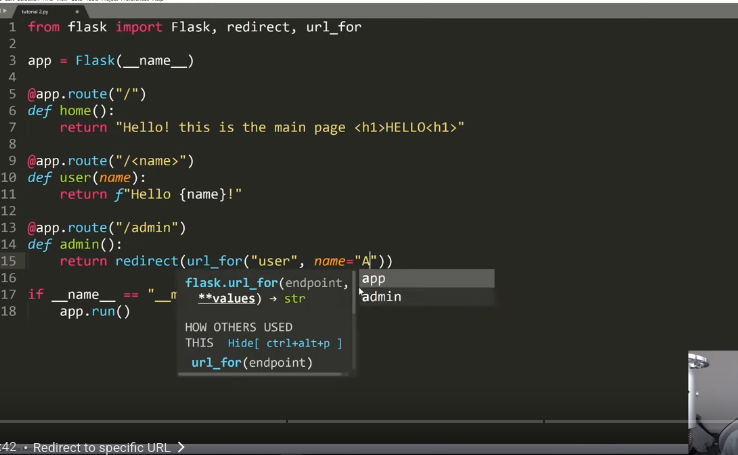 tutorial 2.py
1 from flask import Flask, redirect, url_for
2
3 app = Flask(__name__)
4
5 @app.route("/")
6 def home():
7     return "Hello! this is the main page <h1>HELLO<h1>"
8
9 @app.route("/<name>")
10 def user(name):
11     return f"Hello {name}!"
12
13 @app.route("/admin")
14 def admin():
15     return redirect(url_for("user", name="A"))
16
17 if __name__ == "__m
18     app.run()
app
admin
flask.url_for(endpoint,
**values) → str
HOW OTHERS USED
THIS Hide[ ctrl+alt+p ]
url_for(endpoint)
:42 • Redirect to specific URL >